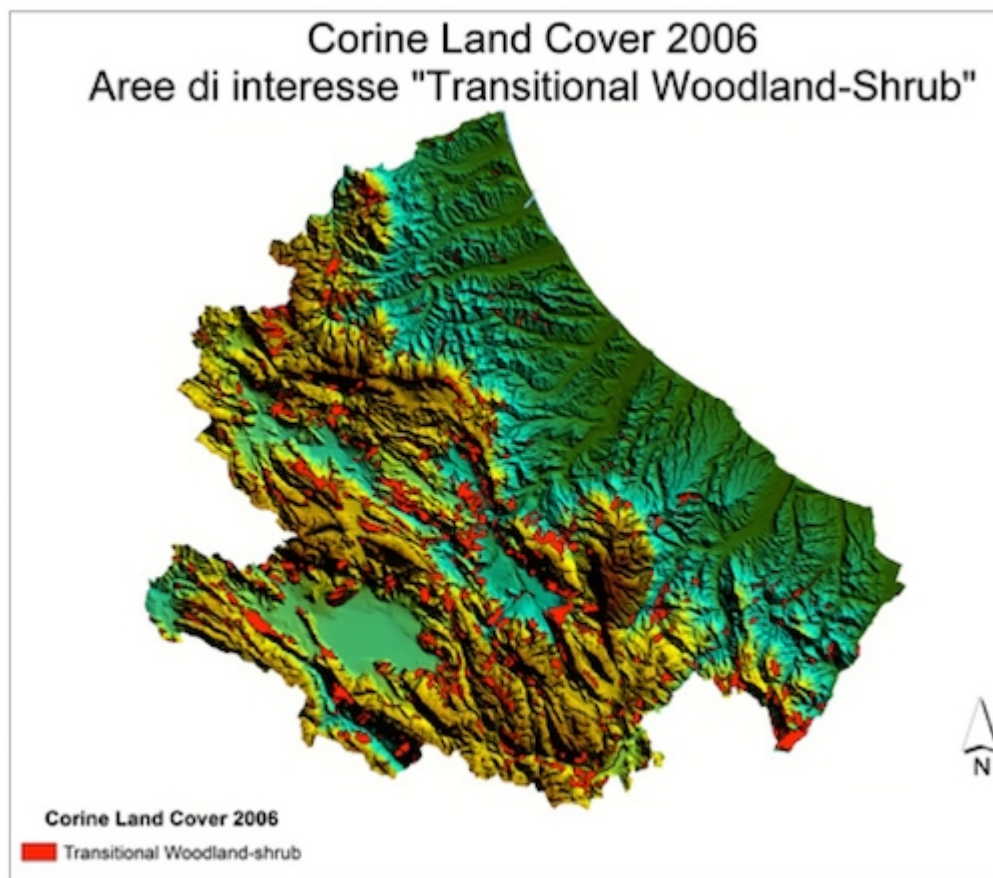 Corine Land Cover 2006
Aree di interesse "Transitional Woodland-Shrub"
N
Corine Land Cover 2006
Transitional Woodland-shrub